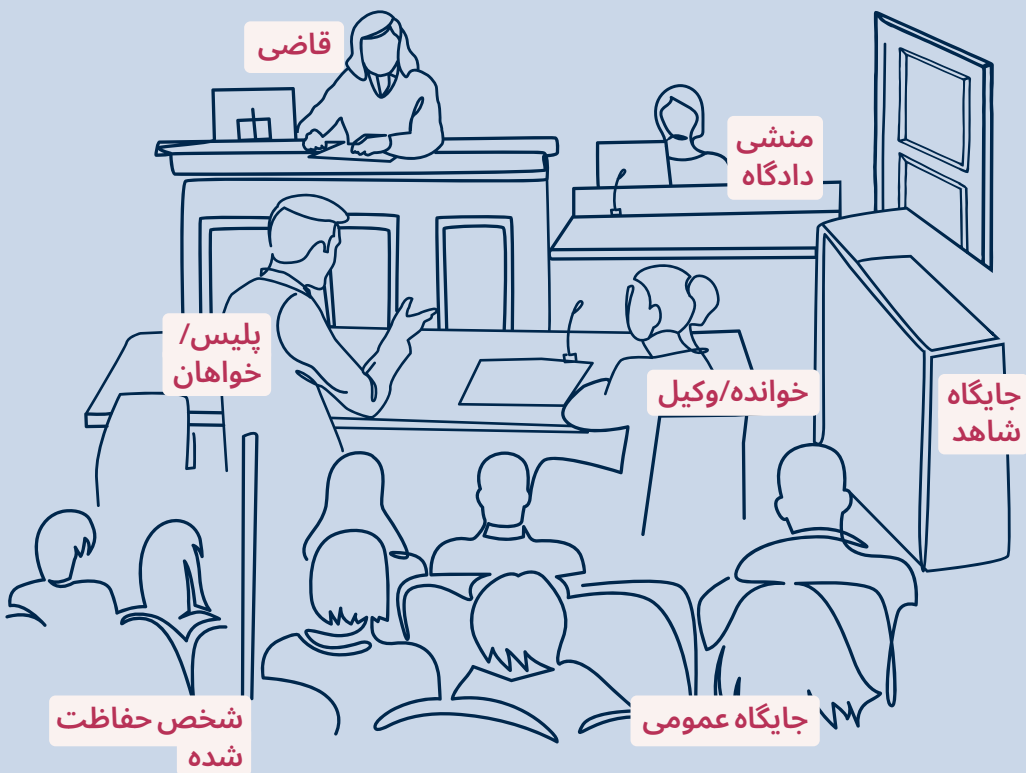 قاضی
منشی
دادگاه
پلیس/
خواهان
خوانده/وکیل
جایگاه
شاهد
شخص حفاظت
شده
جایگاه عمومی